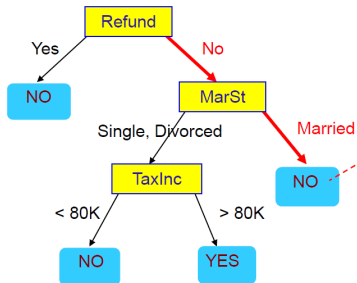 Refund
Yes
No
NO
MarSt
Single, Divorced
Married
TaxInc
NO
< 80K
> 80K
NO
YES